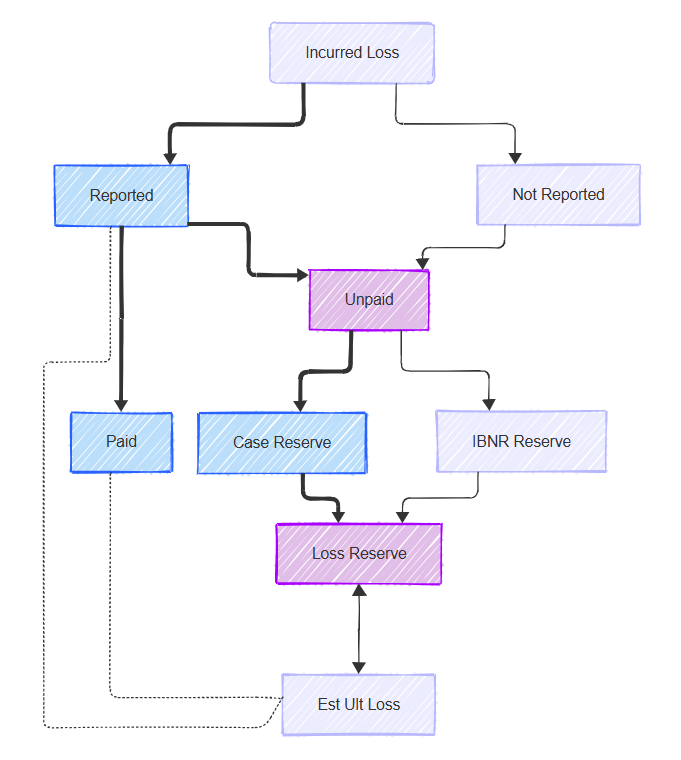 Incurred Loss
Reported
Not Reported
Unpaid
Paid
Case Reserve
IBNR Reserve
Loss Reserve
Est Ult Loss